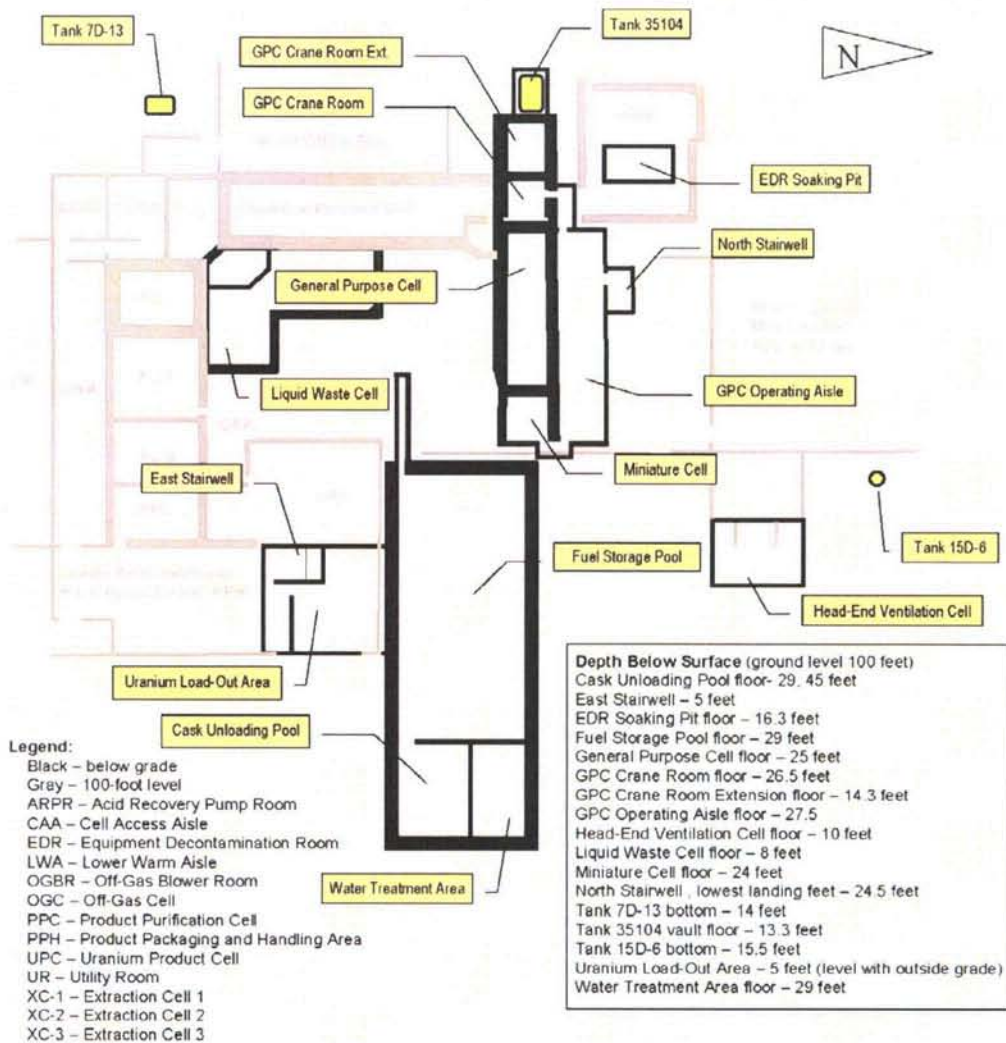 Tank 7D-13
Tank 35104
GPC Crane Room Ext.
N
GPC Crane Room
EDR Soaking Pit
North Stairwell
General Purpose Cell
Liquid Waste Cell
GPC Operating Aisle
Miniature Cell
East Stairwell
Tank 15D-6
Fuel Storage Pool
Head-End Ventilation Cell
Uranium Load-Out Area
Cask Unloading Pool
Water Treatment Area
Legend:
Black – below grade
Gray – 100-foot level
ARPR – Acid Recovery Pump Room
CAA – Cell Access Aisle
EDR – Equipment Decontamination Room
LWA – Lower Warm Aisle
OGBR – Off-Gas Blower Room
OGC – Off-Gas Cell
PPC – Product Purification Cell
PPH – Product Packaging and Handling Area
UPC – Uranium Product Cell
UR – Utility Room
XC-1 – Extraction Cell 1
XC-2 – Extraction Cell 2
XC-3 – Extraction Cell 3
Depth Below Surface (ground level 100 feet)
Cask Unloading Pool floor- 29, 45 feet
East Stairwell – 5 feet
EDR Soaking Pit floor – 16.3 feet
Fuel Storage Pool floor – 29 feet
General Purpose Cell floor – 25 feet
GPC Crane Room floor – 26.5 feet
GPC Crane Room Extension floor – 14.3 feet
GPC Operating Aisle floor – 27.5
Head-End Ventilation Cell floor – 10 feet
Liquid Waste Cell floor – 8 feet
Miniature Cell floor – 24 feet
North Stairwell , lowest landing feet – 24.5 feet
Tank 7D-13 bottom – 14 feet
Tank 35104 vault floor – 13.3 feet
Tank 15D-6 bottom – 15.5 feet
Uranium Load-Out Area – 5 feet (level with outside grade)
Water Treatment Area floor – 29 feet